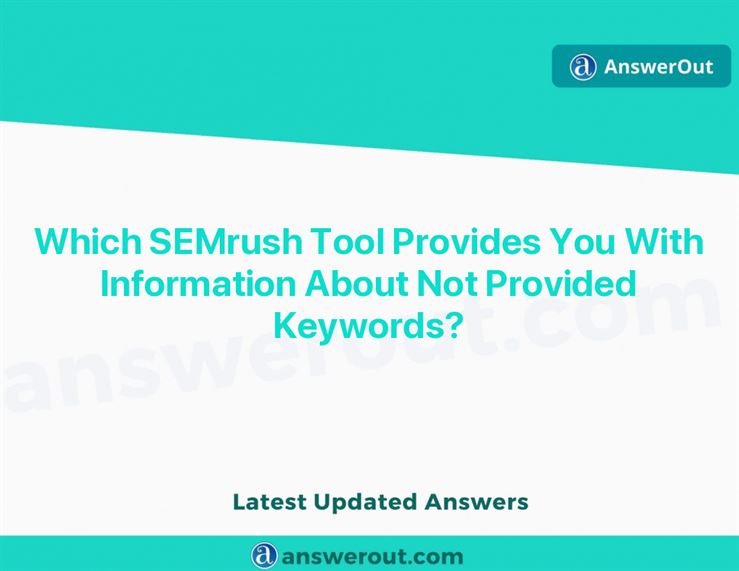 AnswerOut
Which SEMrush Tool Provides You With
Information About Not Provided
Keywords?
answerout.com
Latest Updated Answers
answerout.com